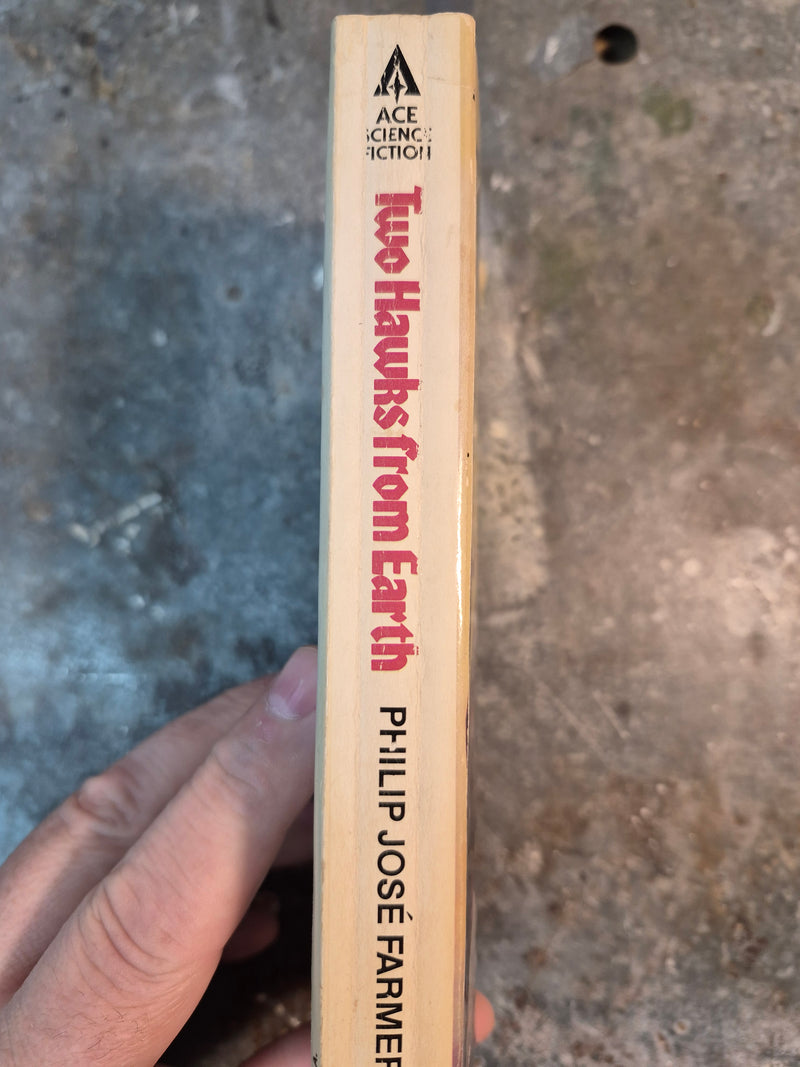 ACE
SCIENCE
FICTION
Two Hawks from Earth
PHILIP JOSÉ FARMER